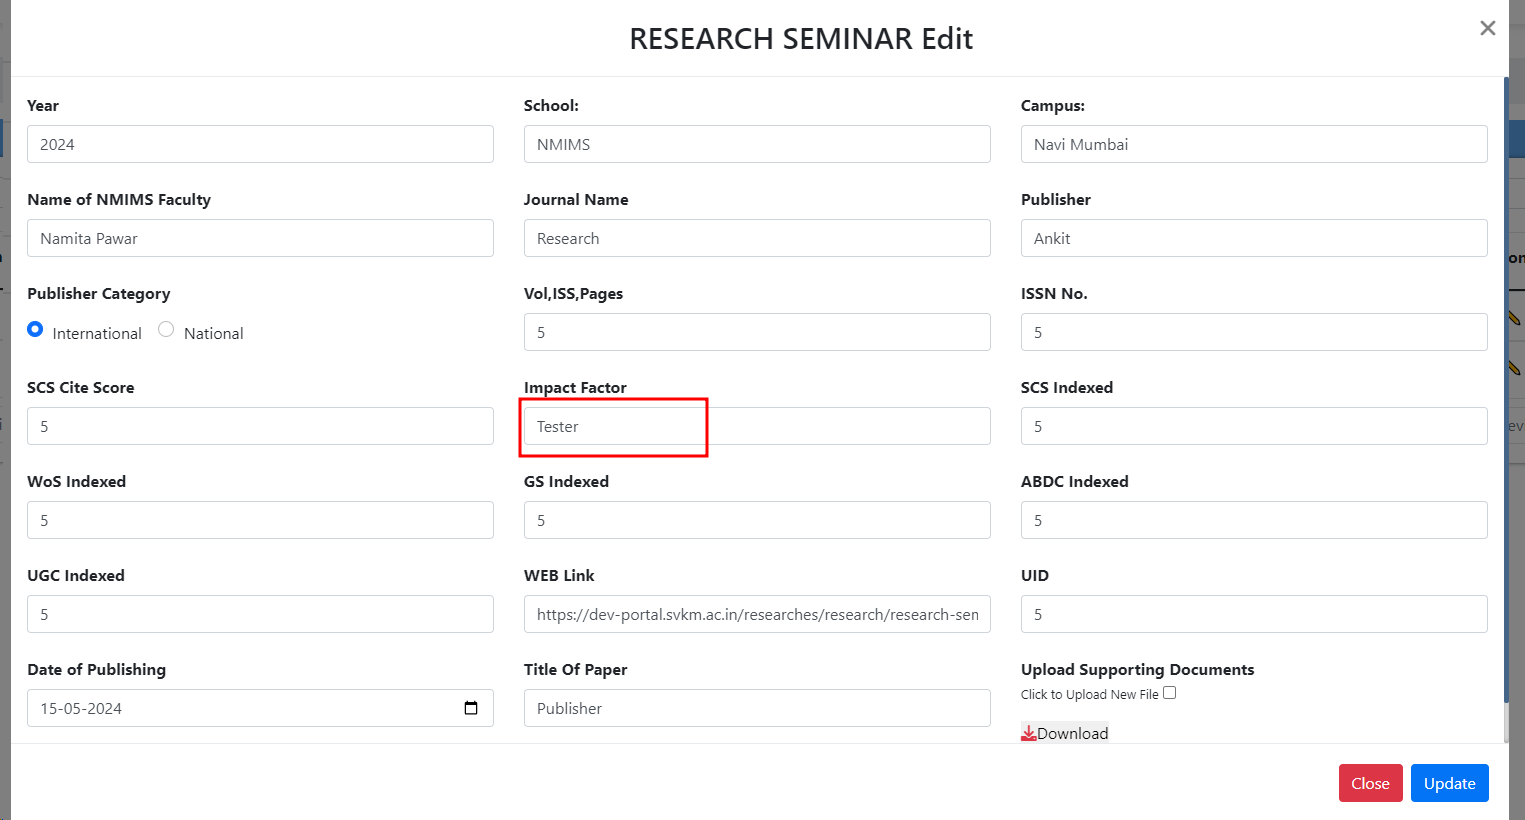 RESEARCH SEMINAR Edit
Year
School:
Campus:
2024
NMIMS
Navi Mumbai
Name of NMIMS Faculty
Journal Name
Publisher
Namita Pawar
Research
Ankit
Publisher Category
Vol,ISS,Pages
ISSN No.
International
National
5
5
SCS Cite Score
Impact Factor
SCS Indexed
5
Tester
5
WoS Indexed
GS Indexed
ABDC Indexed
5
5
5
UGC Indexed
WEB Link
UID
5
https://dev-portal.svkm.ac.in/researches/research/research-sen
5
Date of Publishing
Title Of Paper
Upload Supporting Documents
Click to Upload New File
15-05-2024
Publisher
Download
Close
Update